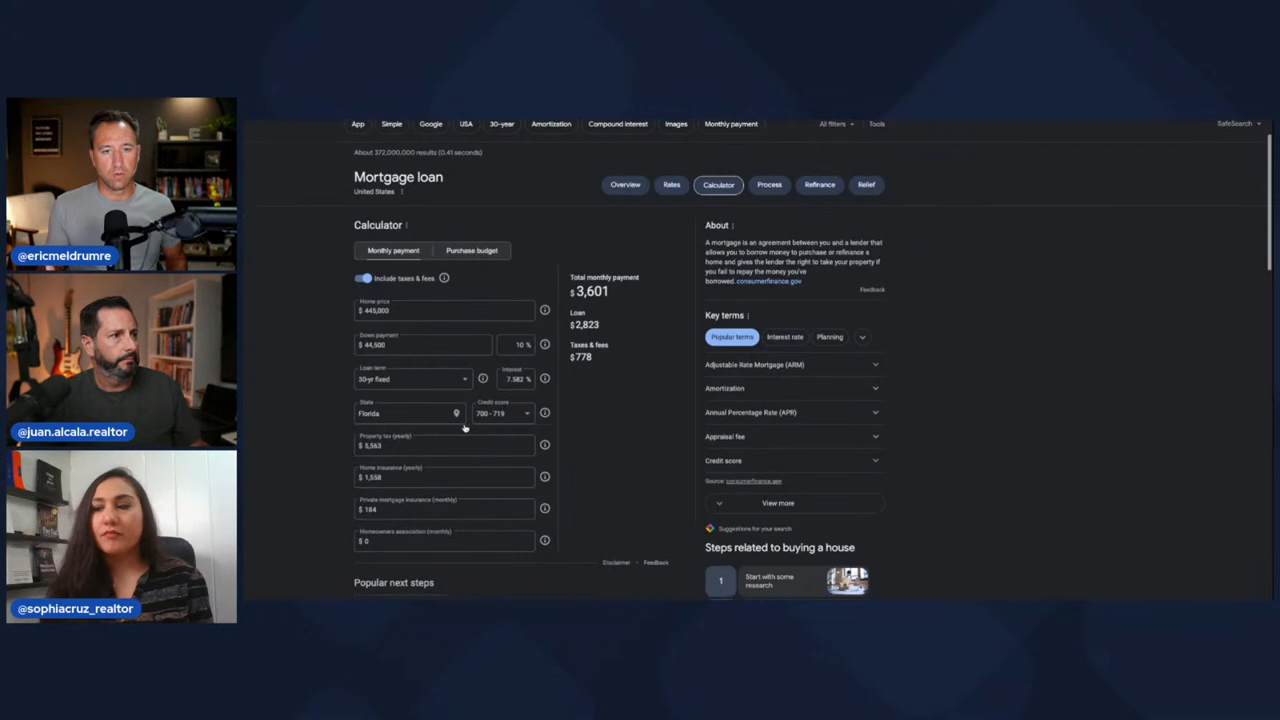 @ericmeldrumre
@juan.alcala.realtor
@sophiacruz_realtor
App Simple Google USA 30-year Amortization Compound interest Images Monthly payment All filters Tools SafeSearch
About 372,000,000 results (0.41 seconds)
Mortgage loan
United States
Overview Rates Calculator Process Refinance Relief
Calculator
Monthly payment Purchase budget
Include taxes & fees
Home price
$ 445,000
Down payment
$ 44,500 10 %
Loan term Interest
30-yr fixed 7.582 %
State Credit score
Florida 700 - 719
Property tax (yearly)
$ 5,563
Home insurance (yearly)
$ 1,558
Private mortgage insurance (monthly)
$ 184
Homeowners association (monthly)
$ 0
Total monthly payment
$ 3,601
Loan
$ 2,823
Taxes & fees
$ 778
Disclaimer • Feedback
Popular next steps
About
A mortgage is an agreement between you and a lender that
allows you to borrow money to purchase or refinance a
home and gives the lender the right to take your property if
you fail to repay the money you've
borrowed. consumerfinance.gov
Feedback
Key terms
Popular terms Interest rate Planning
Adjustable Rate Mortgage (ARM)
Amortization
Annual Percentage Rate (APR)
Appraisal fee
Credit score
Source: consumerfinance.gov
View more
Suggestions for your search
Steps related to buying a house
1 Start with some
research